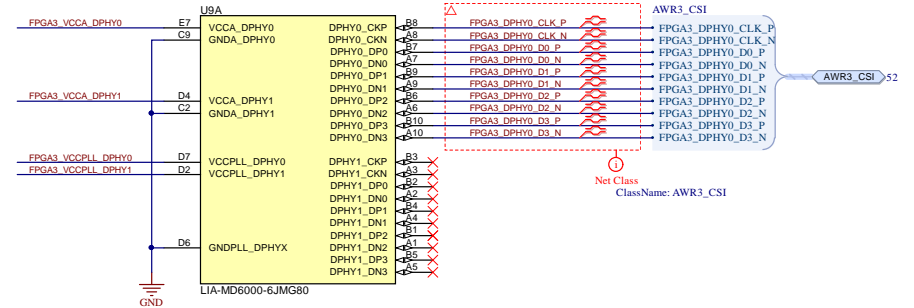 U9A
FPGA3_VCCA_DPHY0 E7 VCCA_DPHY0
C9 GNDA_DPHY0
FPGA3_VCCA_DPHY1 D4 VCCA_DPHY1
C2 GNDA_DPHY1
FPGA3_VCCPLL_DPHY0 D7 VCCPLL_DPHY0
FPGA3_VCCPLL_DPHY1 D2 VCCPLL_DPHY1
D6 GNDPLL_DPHYX
GND
DPHY0_CKP B8 FPGA3_DPHY0_CLK_P
DPHY0_CKN A8 FPGA3_DPHY0_CLK_N
DPHY0_DP0 B7 FPGA3_DPHY0_D0_P
DPHY0_DN0 A7 FPGA3_DPHY0_D0_N
DPHY0_DP1 B9 FPGA3_DPHY0_D1_P
DPHY0_DN1 A9 FPGA3_DPHY0_D1_N
DPHY0_DP2 B6 FPGA3_DPHY0_D2_P
DPHY0_DN2 A6 FPGA3_DPHY0_D2_N
DPHY0_DP3 B10 FPGA3_DPHY0_D3_P
DPHY0_DN3 A10 FPGA3_DPHY0_D3_N
DPHY1_CKP B3
DPHY1_CKN A3
DPHY1_DP0 B2
DPHY1_DN0 A2
DPHY1_DP1 B4
DPHY1_DN1 A4
DPHY1_DP2 B1
DPHY1_DN2 A1
DPHY1_DP3 B5
DPHY1_DN3 A5
LIA-MD6000-6JMG80
i
Net Class
ClassName: AWR3_CSI
AWR3_CSI
FPGA3_DPHY0_CLK_P
FPGA3_DPHY0_CLK_N
FPGA3_DPHY0_D0_P
FPGA3_DPHY0_D0_N
FPGA3_DPHY0_D1_P
FPGA3_DPHY0_D1_N
FPGA3_DPHY0_D2_P
FPGA3_DPHY0_D2_N
FPGA3_DPHY0_D3_P
FPGA3_DPHY0_D3_N
AWR3_CSI 52